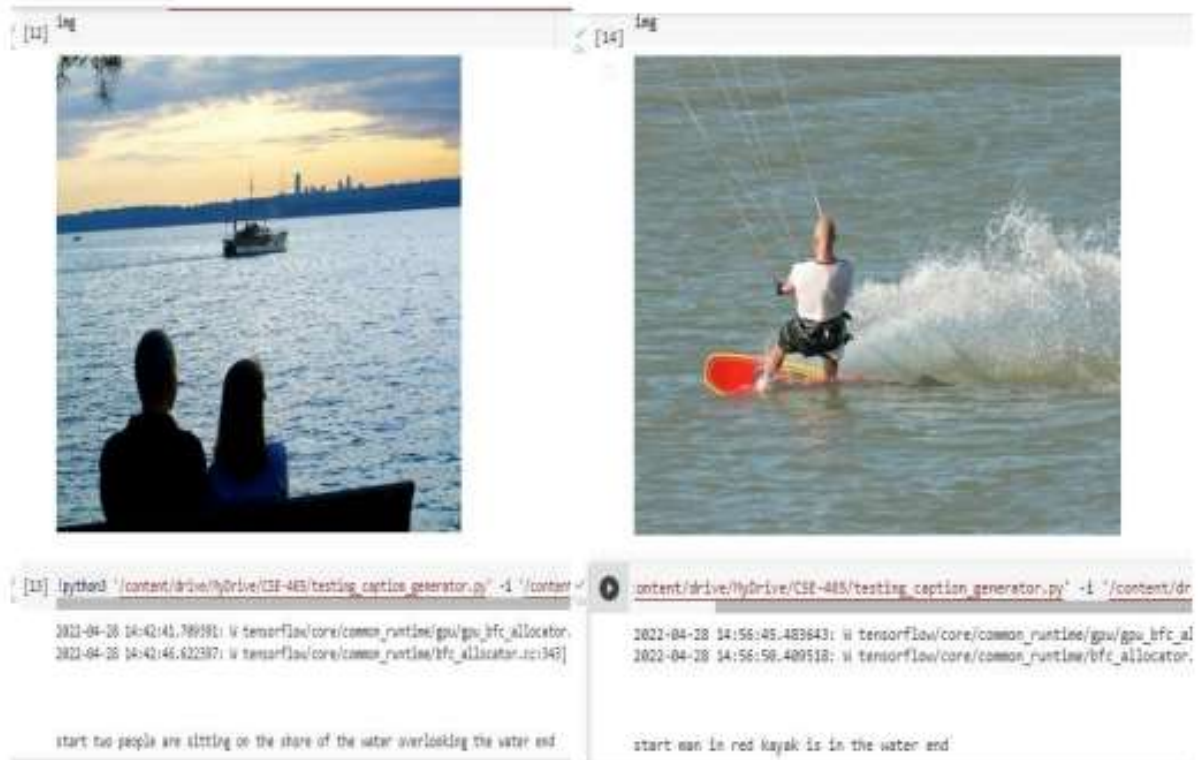 [12] img
[13] !python3 '/content/drive/MyDrive/CSE-465/testing_caption_generator.py' -i '/conten
2022-04-28 14:42:41.709391: W tensorflow/core/common_runtime/gpu/gpu_bfc_allocator.
2022-04-28 14:42:46.622397: W tensorflow/core/common_runtime/bfc_allocator.cc:343]
start two people are sitting on the shore of the water overlooking the water end
[14] img
ontent/drive/MyDrive/CSE-465/testing_caption_generator.py' -i '/content/dr
2022-04-28 14:56:45.483643: W tensorflow/core/common_runtime/gpu/gpu_bfc_al
2022-04-28 14:56:50.409518: W tensorflow/core/common_runtime/bfc_allocator.
start man in red kayak is in the water end